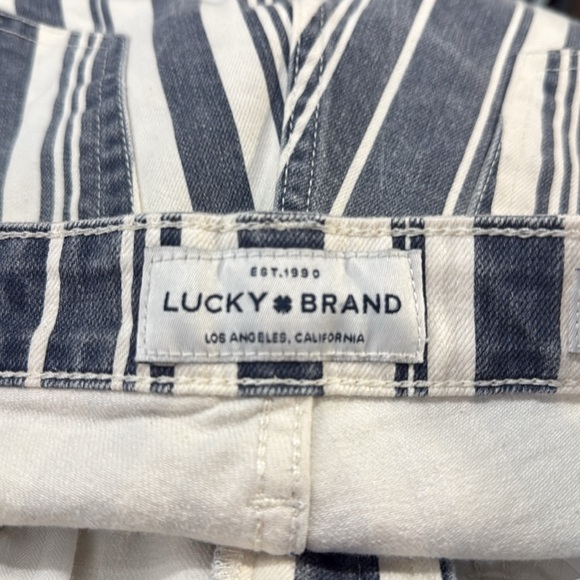 EST.1990
LUCKY BRAND
LOS ANGELES, CALIFORNIA